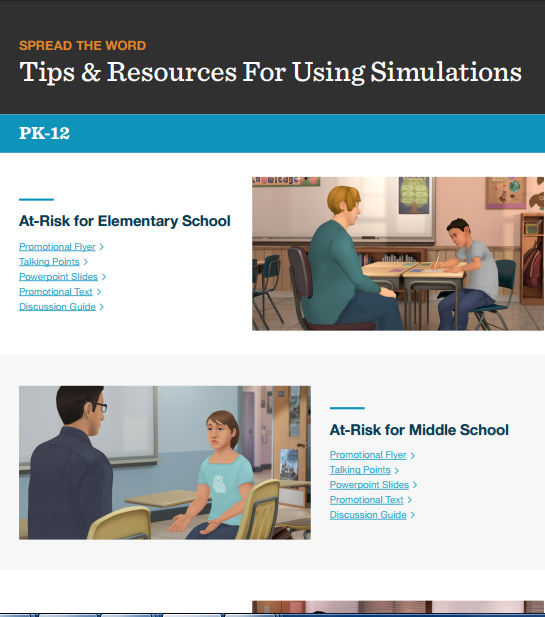 SPREAD THE WORD
Tips & Resources For Using Simulations
PK-12
At-Risk for Elementary School
Promotional Flyer >
Talking Points >
Powerpoint Slides >
Promotional Text >
Discussion Guide >
At-Risk for Middle School
Promotional Flyer >
Talking Points >
Powerpoint Slides >
Promotional Text >
Discussion Guide >